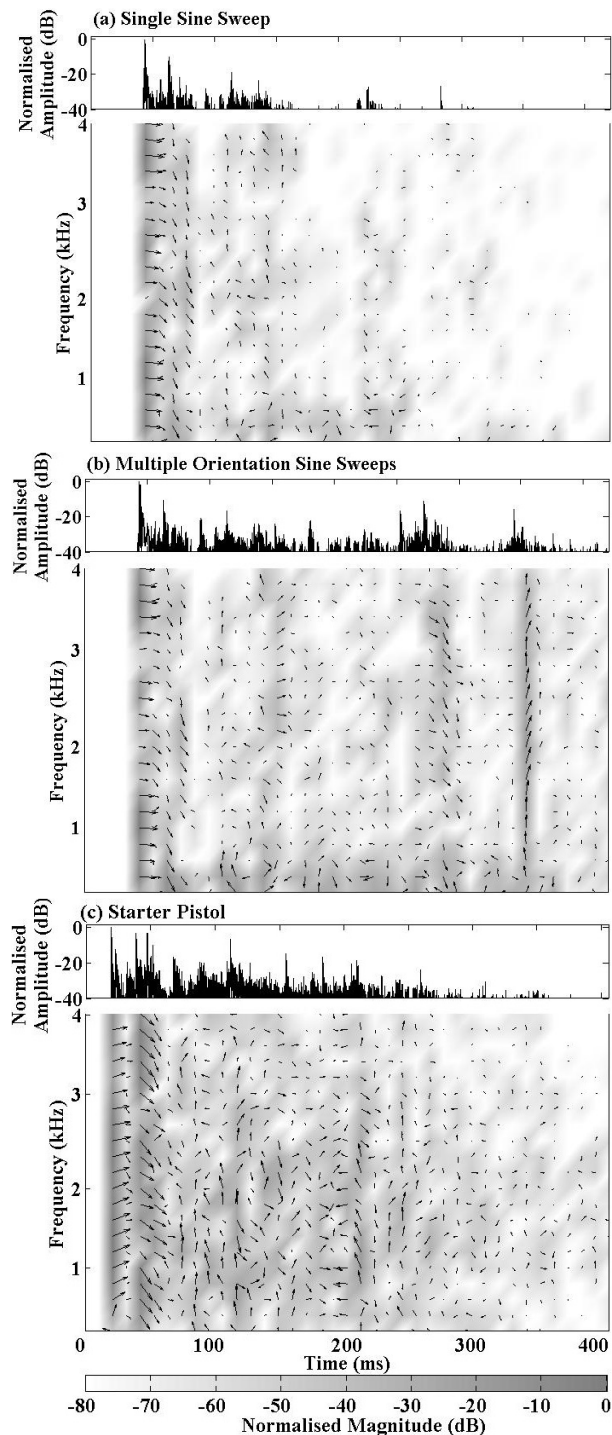 (a) Single Sine Sweep
Normalised
Amplitude (dB)
0
-20
-40
Frequency (kHz)
4
3
2
1
(b) Multiple Orientation Sine Sweeps
Normalised
Amplitude (dB)
0
-20
-40
Frequency (kHz)
4
3
2
1
(c) Starter Pistol
Normalised
Amplitude (dB)
0
-20
-40
Frequency (kHz)
4
3
2
1
100 200 300 400
Time (ms)
-80 -70 -60 -50 -40 -30 -20 -10 0
Normalised Magnitude (dB)